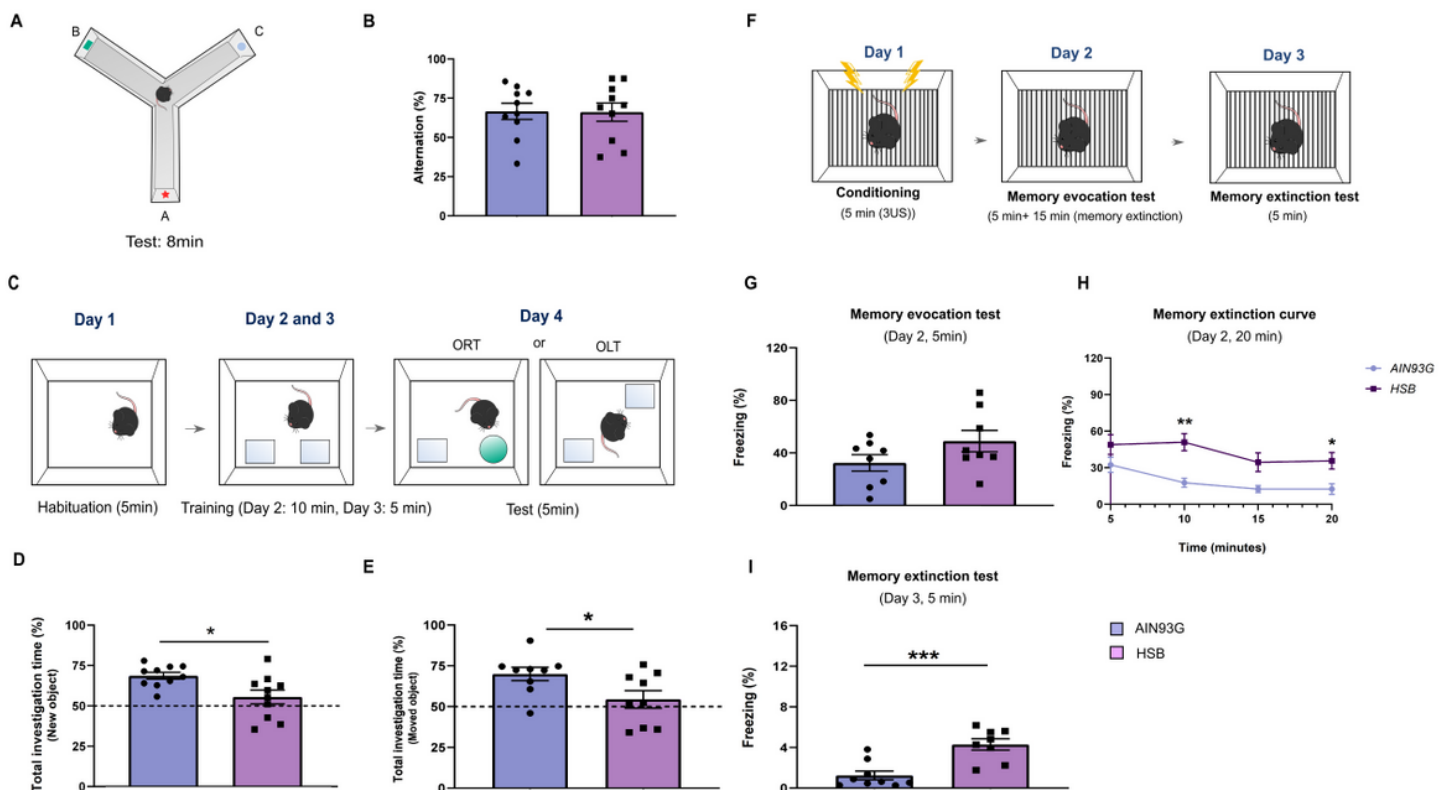 A
B
C
A
Test: 8min
B
Alternation (%)
100
75
50
25
0
C
Day 1
Day 2 and 3
Day 4
ORT
or
OLT
Habituation (5min)
Training (Day 2: 10 min, Day 3: 5 min)
Test (5min)
D
Total investigation time (%)
(New object)
100
75
50
25
0
*
E
Total investigation time (%)
(Moved object)
100
75
50
25
0
*
F
Day 1
Day 2
Day 3
Conditioning
(5 min (3US))
Memory evocation test
(5 min+ 15 min (memory extinction)
Memory extinction test
(5 min)
G
Memory evocation test
(Day 2, 5min)
Freezing (%)
120
80
40
0
H
Memory extinction curve
(Day 2, 20 min)
Freezing (%)
120
90
60
30
0
**
*
5
10
15
20
Time (minutes)
AIN93G
HSB
I
Memory extinction test
(Day 3, 5 min)
Freezing (%)
16
12
8
4
0
***
AIN93G
HSB